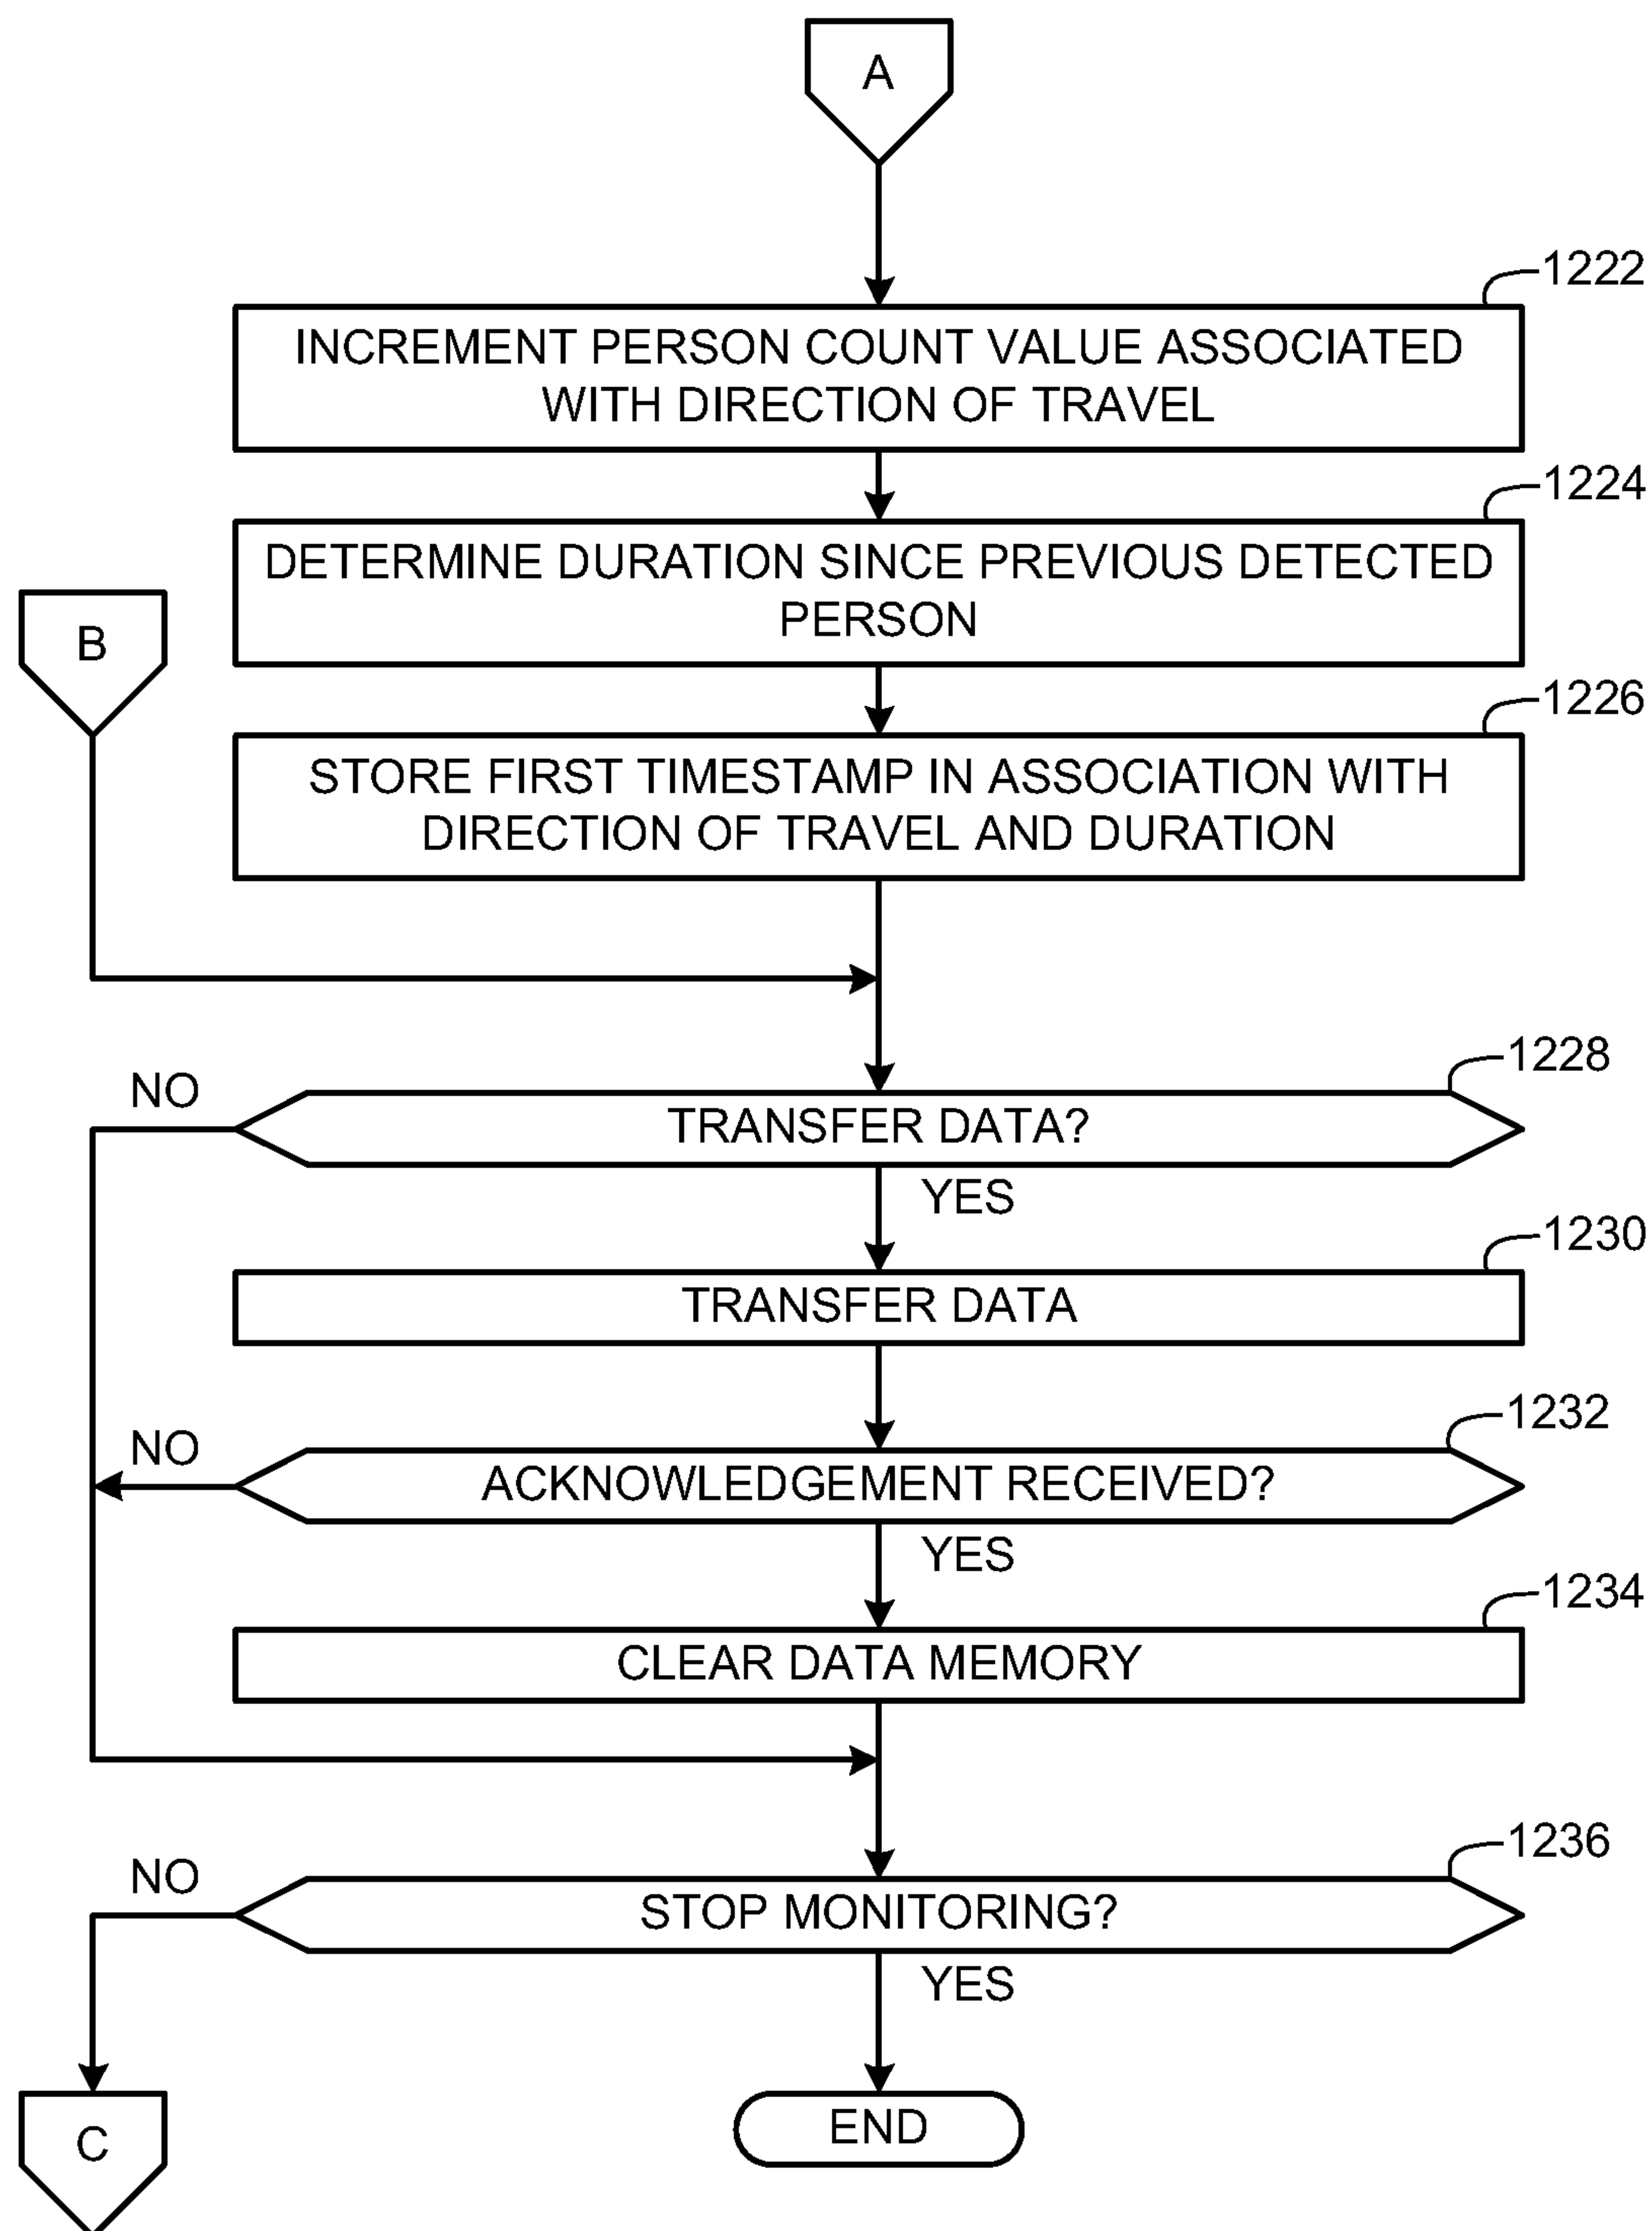 A
1222
INCREMENT PERSON COUNT VALUE ASSOCIATED
WITH DIRECTION OF TRAVEL
1224
DETERMINE DURATION SINCE PREVIOUS DETECTED
PERSON
B
1226
STORE FIRST TIMESTAMP IN ASSOCIATION WITH
DIRECTION OF TRAVEL AND DURATION
1228
NO
TRANSFER DATA?
YES
1230
TRANSFER DATA
1232
NO
ACKNOWLEDGEMENT RECEIVED?
YES
1234
CLEAR DATA MEMORY
1236
NO
STOP MONITORING?
YES
END
C